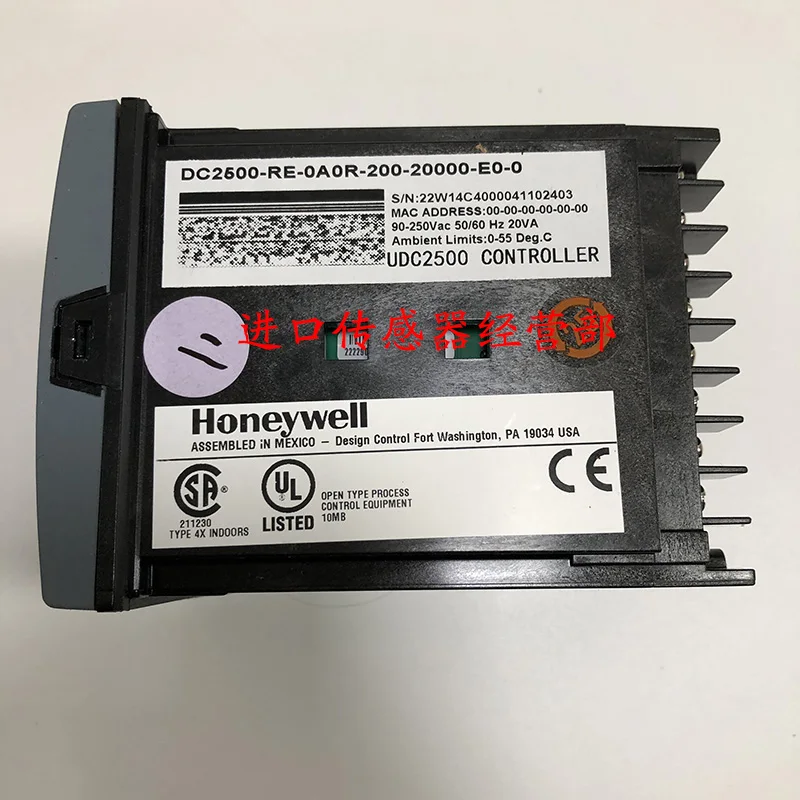 DC2500-RE-0A0R-200-20000-E0-0
S/N:22W14C4000041102403
MAC ADDRESS:00-00-00-00-00-00
90-250Vac 50/60 Hz 20VA
Ambient Limits:0-55 Deg.C
UDC2500 CONTROLLER
进口传感器经营部
Honeywell
ASSEMBLED iN MEXICO – Design Control Fort Washington, PA 19034 USA
CSA
211230
TYPE 4X INDOORS
UL
LISTED
OPEN TYPE PROCESS
CONTROL EQUIPMENT
10MB
CE